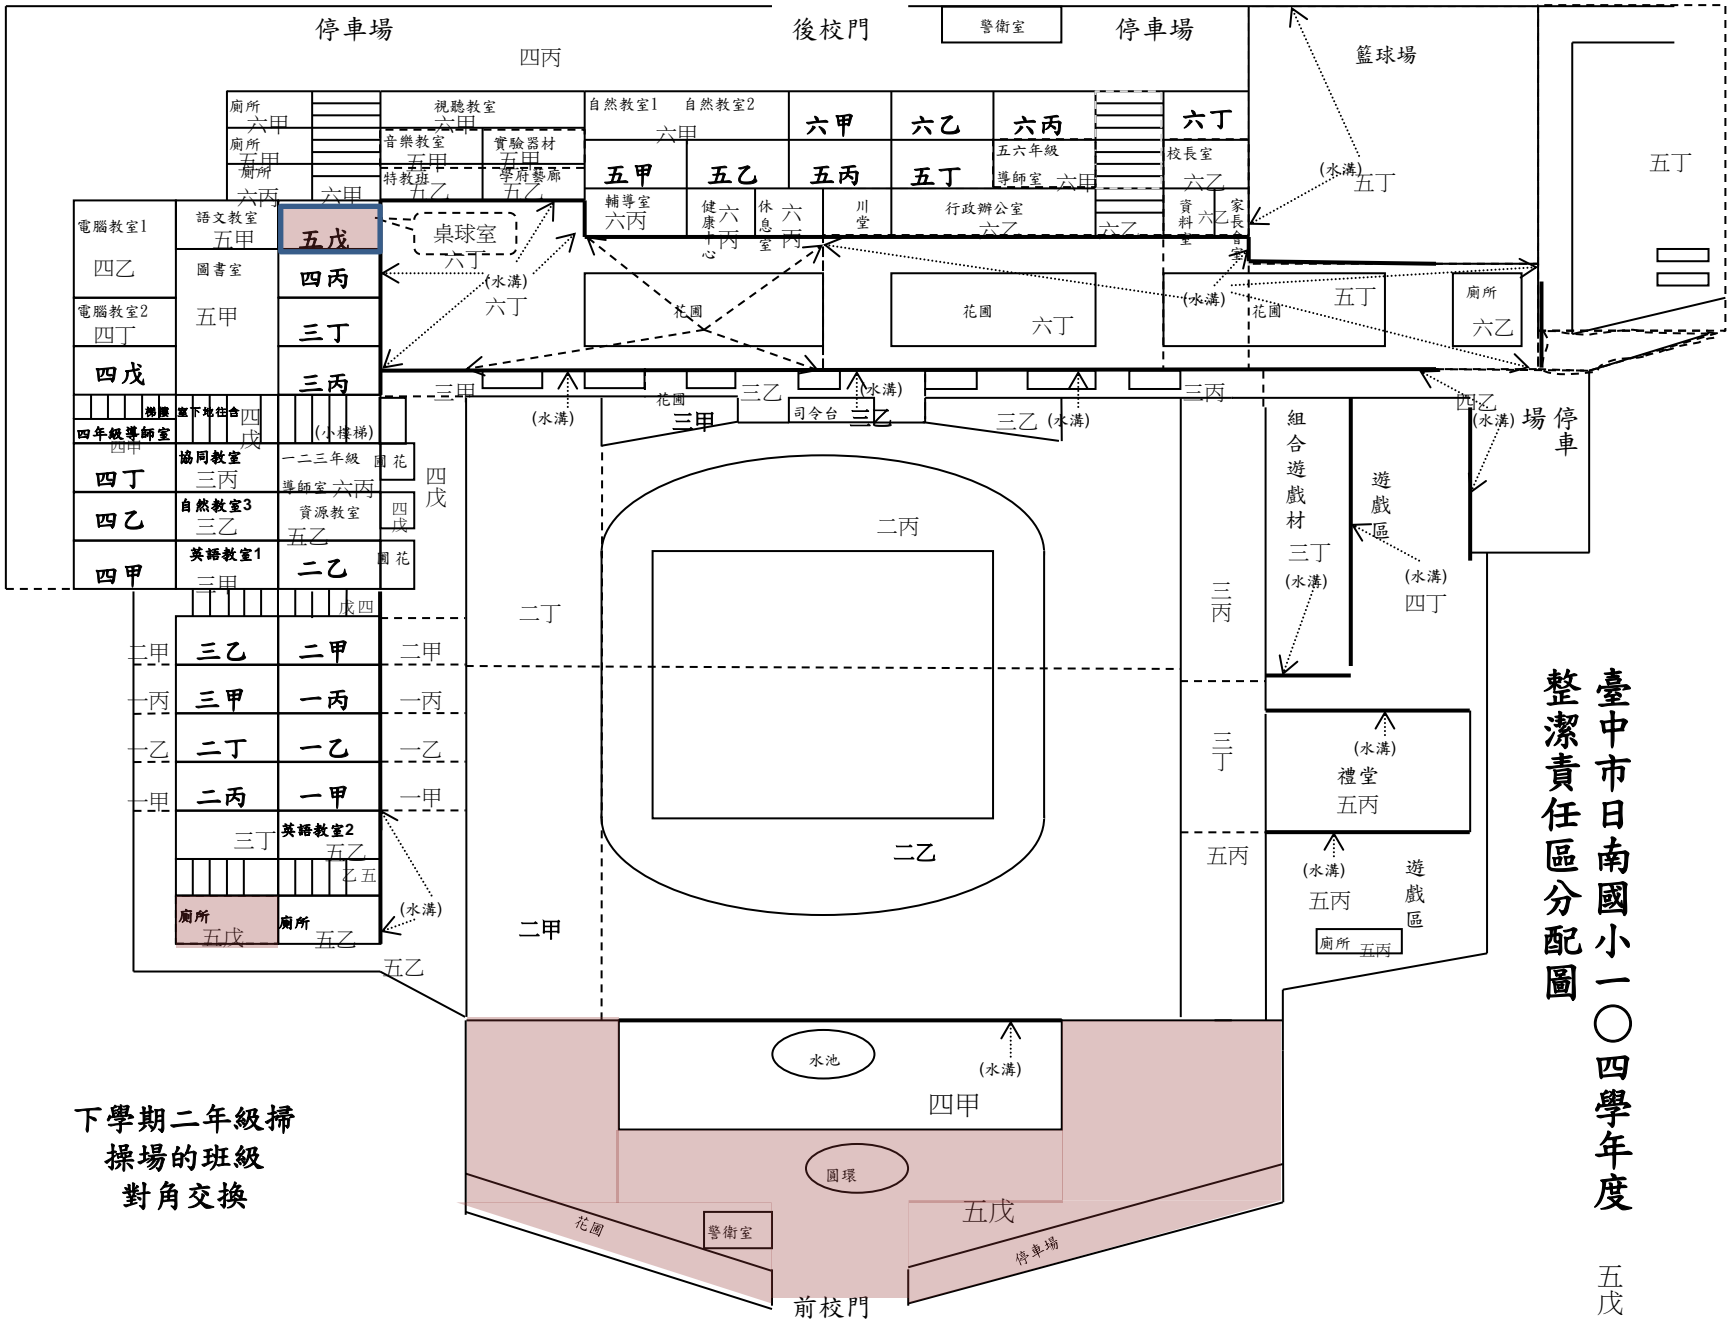 停車場
後校門
警衛室
停車場
籃球場
四丙
廁所
六甲
視聽教室
六甲
自然教室1
自然教室2
六甲
六甲
六乙
六丙
六丁
廁所
五甲
音樂教室
五甲
實驗器材
五甲
五甲
五乙
五丙
五丁
五六年級
導師室
六甲
校長室
六乙
(水溝)
五丁
五丁
廁所
六丙
六甲
特教班
五乙
學府藝廊
五乙
輔導室
六丙
健康中心
六丙
休息室
六丙
川堂
行政辦公室
六乙
六乙
資料室
六乙
家長會室
電腦教室1
四乙
語文教室
五甲
五戊
桌球室
六丁
圖書室
五甲
四丙
(水溝)
六丁
花圃
花圃
六丁
(水溝)
花圃
五丁
廁所
六乙
電腦教室2
四丁
三丁
四戊
三丙
三甲
花圃
三甲
三乙
司令台
三乙
(水溝)
(水溝)
三乙
(水溝)
三丙
四乙
(水溝)
停車場
梯樓
室下地往含
四戊
(小樓梯)
四年級導師室
四甲
四丁
協同教室
三丙
一二三年級
導師室
六丙
圃花
四戊
四乙
自然教室3
三乙
資源教室
五乙
四戊
四甲
英語教室1
三甲
二乙
圃花
戊四
組合遊戲材
三丁
(水溝)
遊戲區
(水溝)
四丁
二丙
二丁
三丙
二甲
三乙
二甲
二甲
一丙
三甲
一丙
一丙
一乙
二丁
一乙
一乙
三丁
(水溝)
禮堂
五丙
一甲
二丙
一甲
一甲
三丁
英語教室2
五乙
乙五
二乙
五丙
(水溝)
五丙
遊戲區
廁所
五丙
廁所
五戊
廁所
五乙
(水溝)
五乙
二甲
水池
(水溝)
四甲
圓環
五戊
花圃
警衛室
停車場
前校門
下學期二年級掃
操場的班級
對角交換
臺中市日南國小一○四學年度
整潔責任區分配圖
五戊